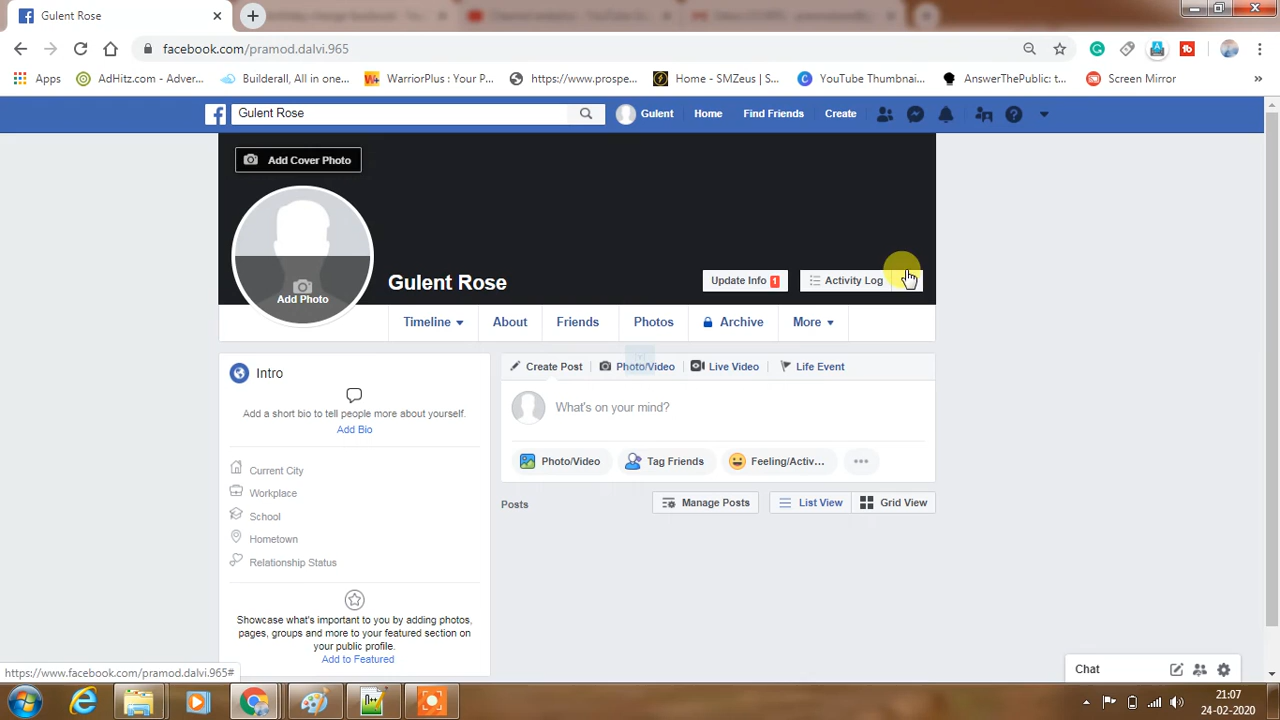 Gulent Rose
facebook.com/pramod.dalvi.965
Apps
AdHitz.com - Adver...
Builderall, All in one...
WarriorPlus : Your P...
https://www.prospe...
Home - SMZeus | S...
YouTube Thumbnai...
AnswerThePublic: t...
Screen Mirror
»
Gulent Rose
Gulent
Home
Find Friends
Create
Add Cover Photo
Add Photo
Gulent Rose
Update Info 1
Activity Log
Timeline
About
Friends
Photos
Archive
More
Intro
Add a short bio to tell people more about yourself.
Add Bio
Current City
Workplace
School
Hometown
Relationship Status
Showcase what's important to you by adding photos,
pages, groups and more to your featured section on
your public profile.
Add to Featured
Create Post
Photo/Video
Live Video
Life Event
What's on your mind?
Photo/Video
Tag Friends
Feeling/Activ...
Posts
Manage Posts
List View
Grid View
https://www.facebook.com/pramod.dalvi.965#
Chat
21:07
24-02-2020